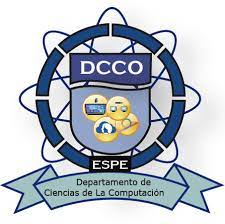 DCCO
ESPE
Departamento de
Ciencias de La Computación